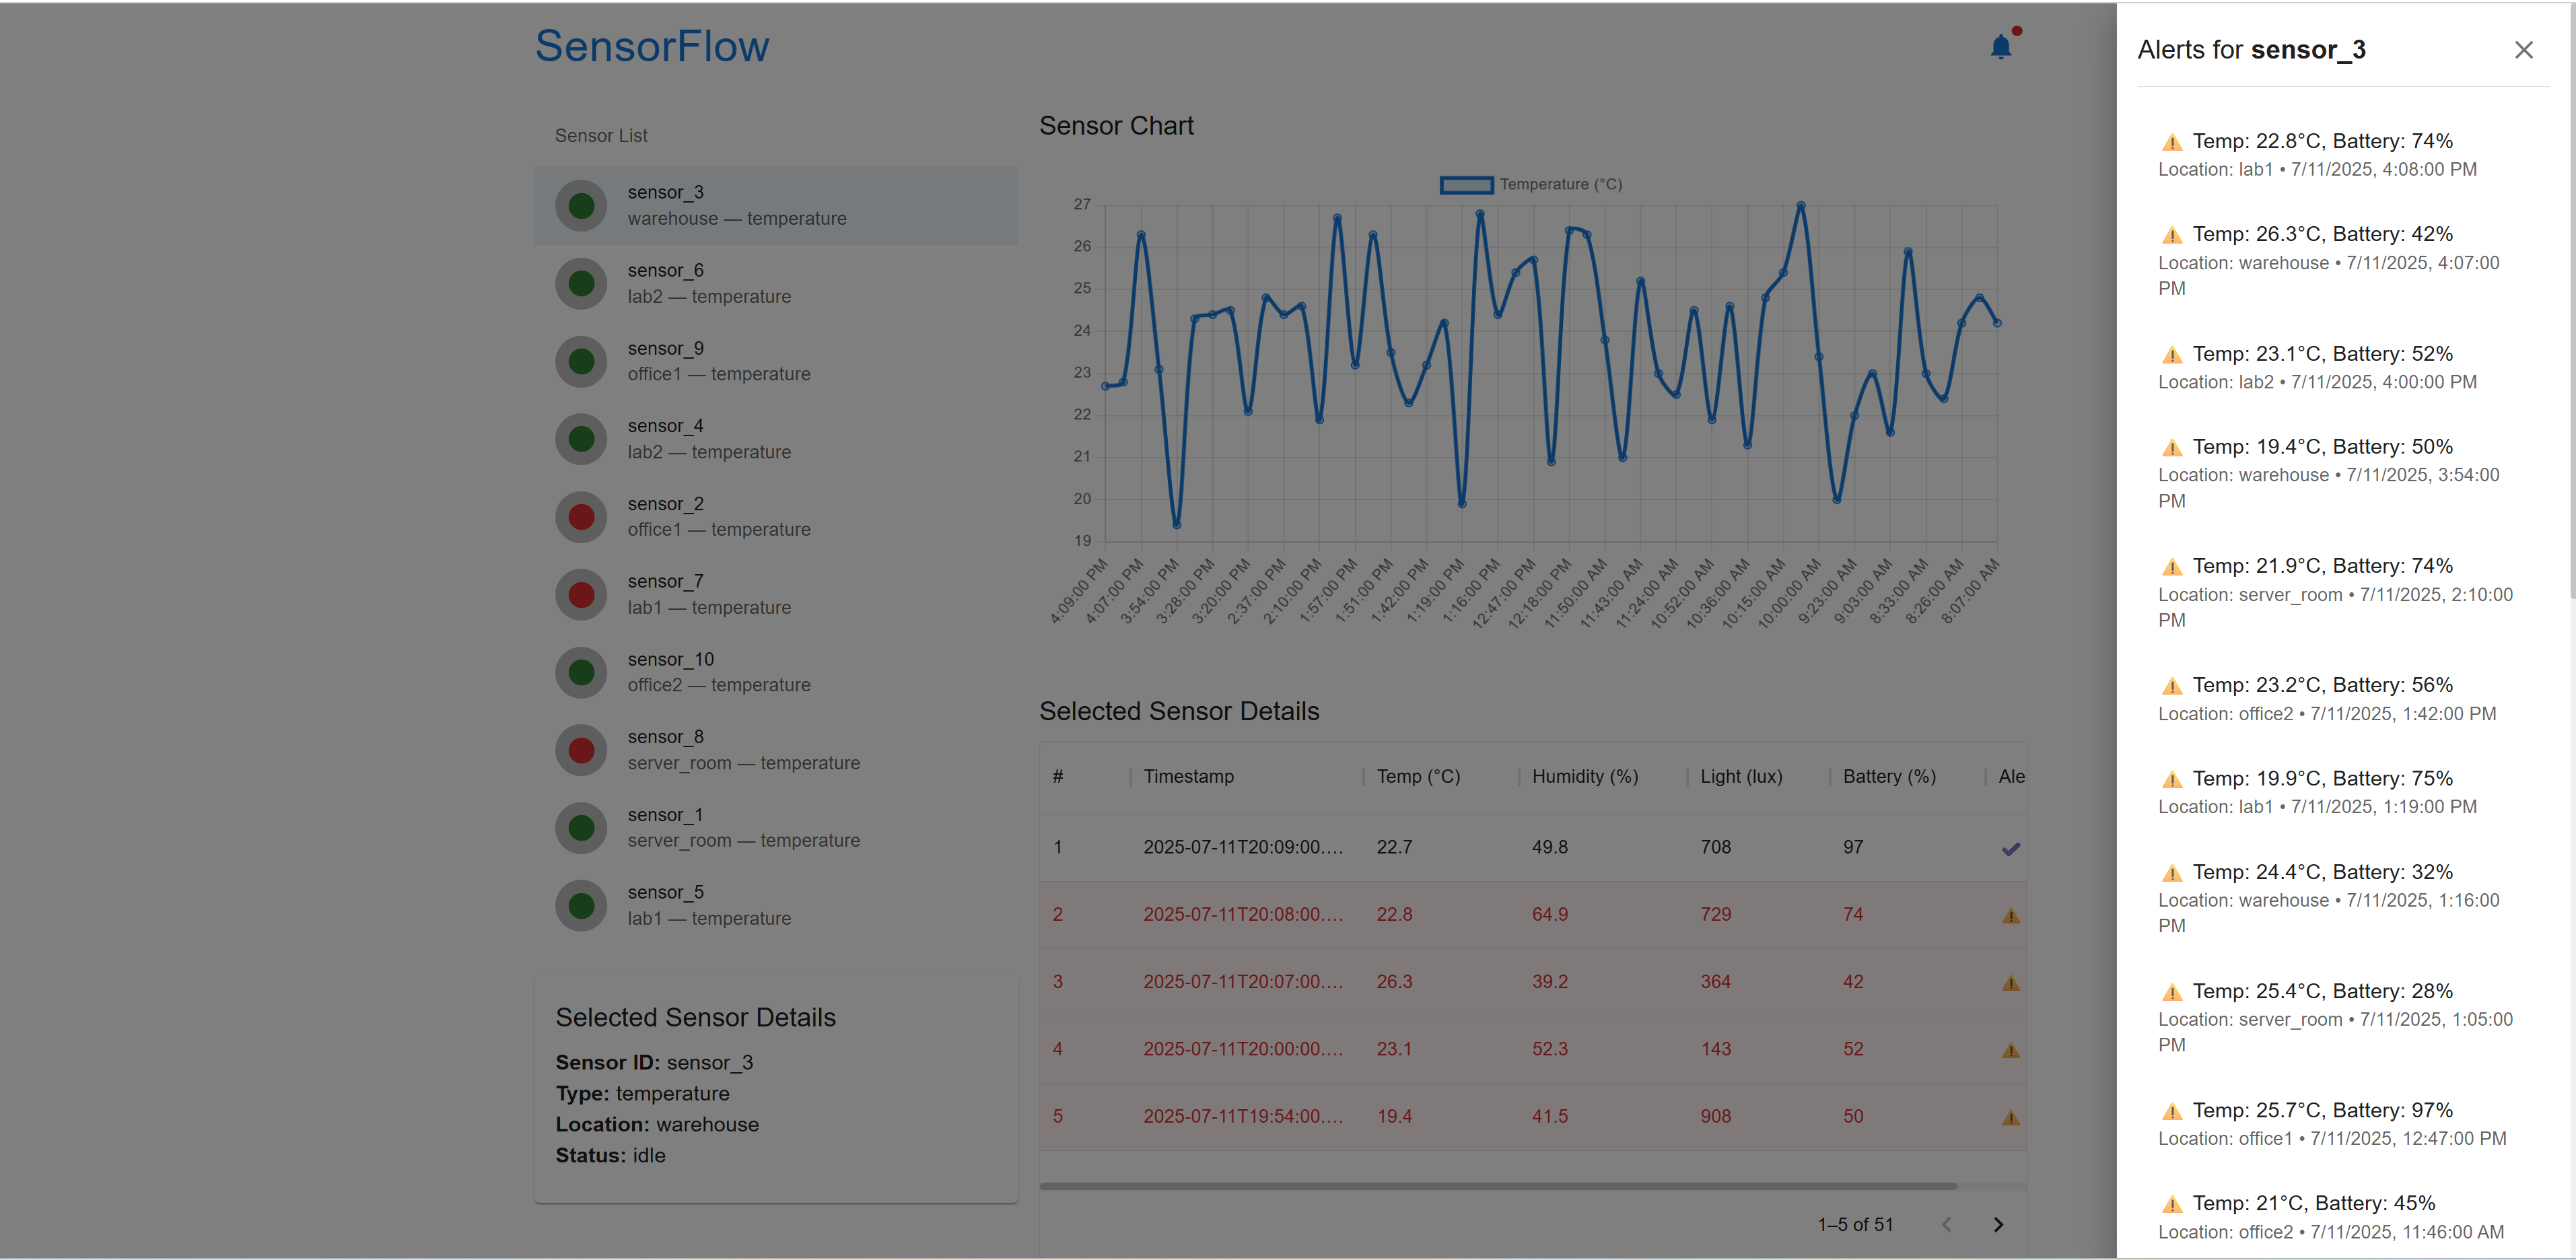 SensorFlow
Sensor List
sensor_3
warehouse — temperature
sensor_6
lab2 — temperature
sensor_9
office1 — temperature
sensor_4
lab2 — temperature
sensor_2
office1 — temperature
sensor_7
lab1 — temperature
sensor_10
office2 — temperature
sensor_8
server_room — temperature
sensor_1
server_room — temperature
sensor_5
lab1 — temperature
Selected Sensor Details
Sensor ID: sensor_3
Type: temperature
Location: warehouse
Status: idle
Sensor Chart
Temperature (°C)
27
26
25
24
23
22
21
20
19
4:09:00 PM
4:07:00 PM
3:54:00 PM
3:28:00 PM
3:20:00 PM
2:37:00 PM
2:10:00 PM
1:57:00 PM
1:51:00 PM
1:42:00 PM
1:19:00 PM
1:16:00 PM
12:47:00 PM
12:18:00 PM
11:50:00 AM
11:43:00 AM
11:24:00 AM
10:52:00 AM
10:36:00 AM
10:15:00 AM
10:00:00 AM
9:23:00 AM
9:03:00 AM
8:33:00 AM
8:26:00 AM
8:07:00 AM
Selected Sensor Details
# Timestamp Temp (°C) Humidity (%) Light (lux) Battery (%) Ale
1 2025-07-11T20:09:00.... 22.7 49.8 708 97
2 2025-07-11T20:08:00.... 22.8 64.9 729 74
3 2025-07-11T20:07:00.... 26.3 39.2 364 42
4 2025-07-11T20:00:00.... 23.1 52.3 143 52
5 2025-07-11T19:54:00.... 19.4 41.5 908 50
1–5 of 51
Alerts for sensor_3
Temp: 22.8°C, Battery: 74%
Location: lab1 • 7/11/2025, 4:08:00 PM
Temp: 26.3°C, Battery: 42%
Location: warehouse • 7/11/2025, 4:07:00
PM
Temp: 23.1°C, Battery: 52%
Location: lab2 • 7/11/2025, 4:00:00 PM
Temp: 19.4°C, Battery: 50%
Location: warehouse • 7/11/2025, 3:54:00
PM
Temp: 21.9°C, Battery: 74%
Location: server_room • 7/11/2025, 2:10:00
PM
Temp: 23.2°C, Battery: 56%
Location: office2 • 7/11/2025, 1:42:00 PM
Temp: 19.9°C, Battery: 75%
Location: lab1 • 7/11/2025, 1:19:00 PM
Temp: 24.4°C, Battery: 32%
Location: warehouse • 7/11/2025, 1:16:00
PM
Temp: 25.4°C, Battery: 28%
Location: server_room • 7/11/2025, 1:05:00
PM
Temp: 25.7°C, Battery: 97%
Location: office1 • 7/11/2025, 12:47:00 PM
Temp: 21°C, Battery: 45%
Location: office2 • 7/11/2025, 11:46:00 AM